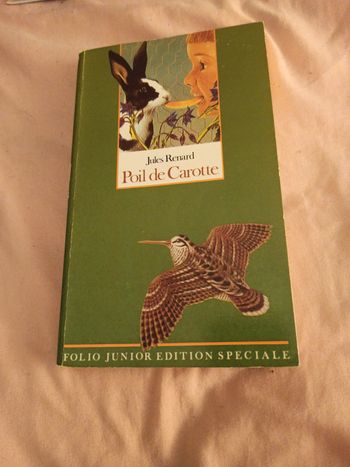 Jules Renard
Poil de Carotte
FOLIO JUNIOR EDITION SPECIALE